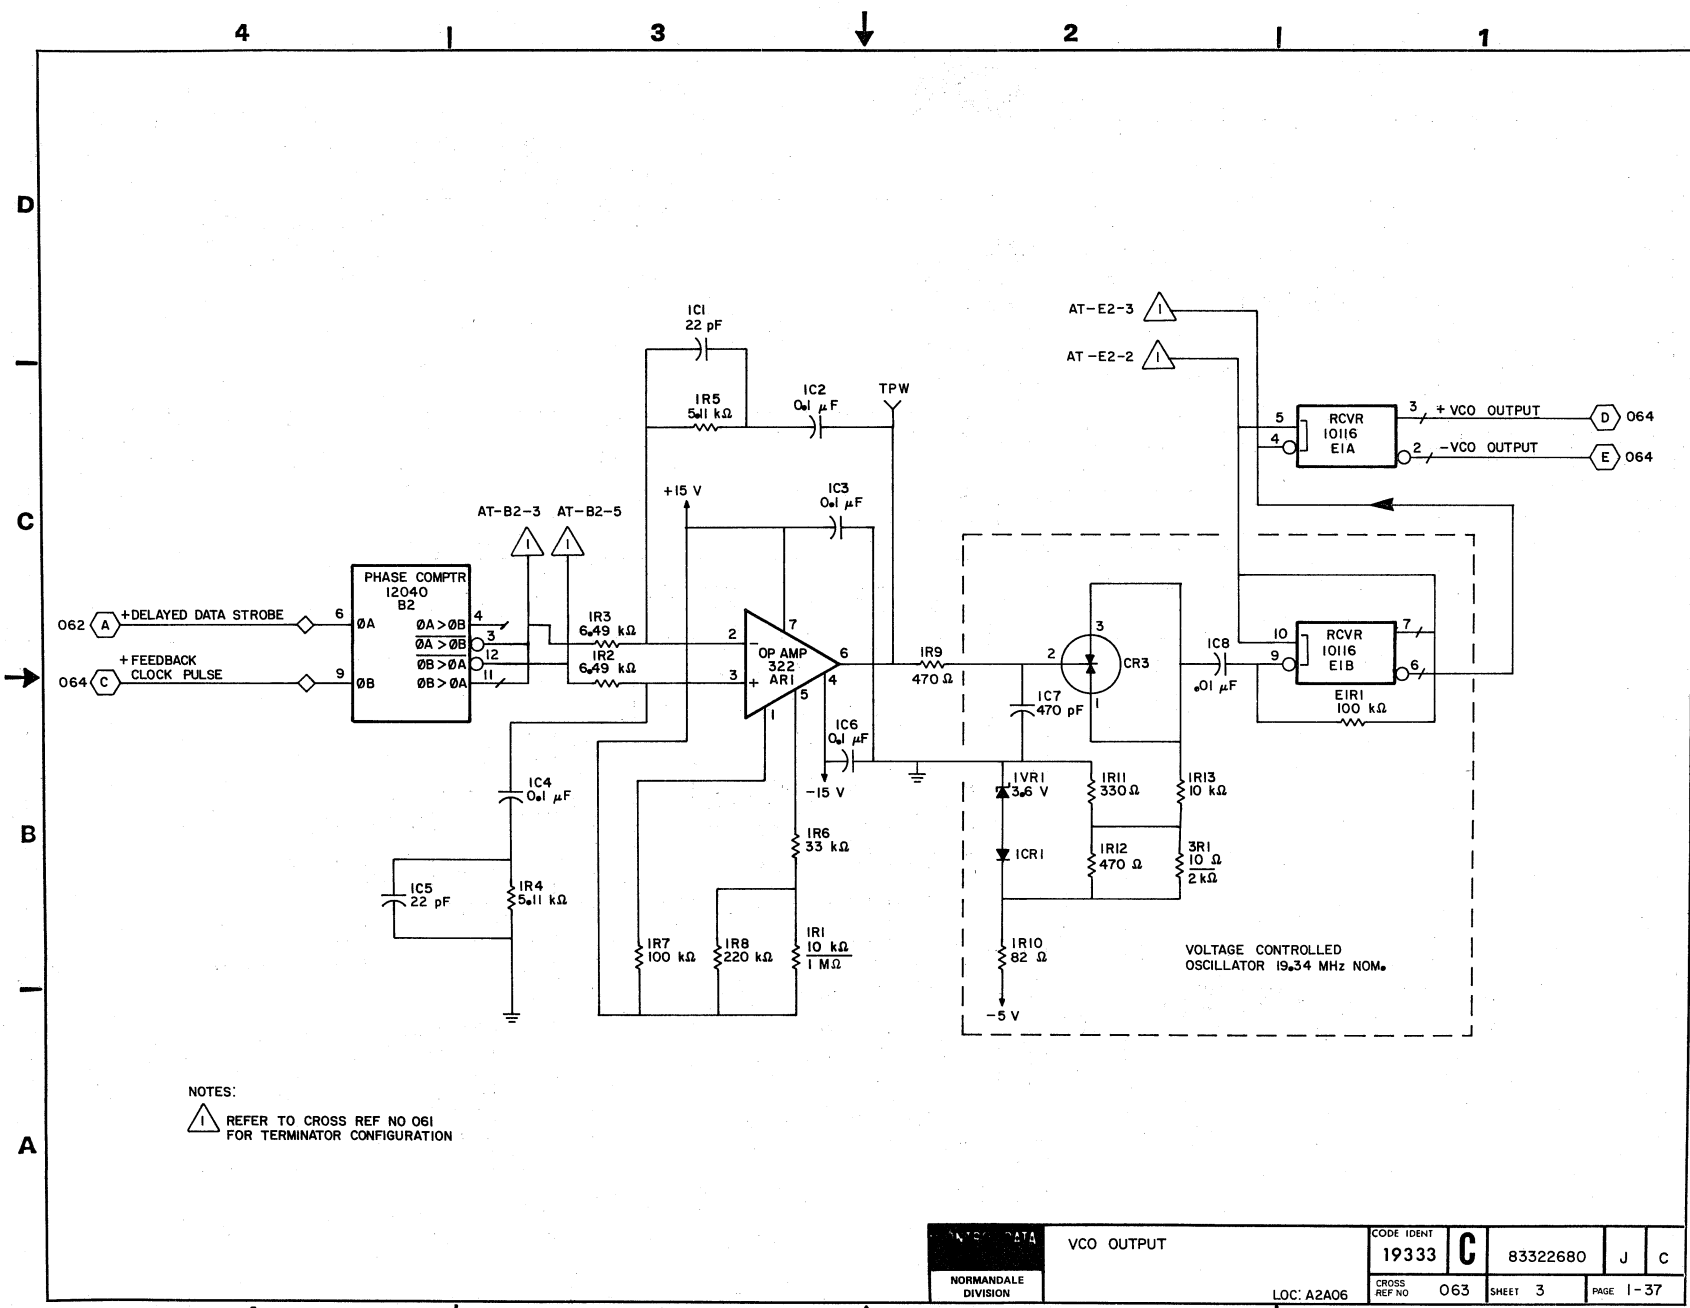 4
3
2
1
D
C
B
A
1C1
22 pF
1R5
5.11 kΩ
1C2
0.1 µF
TPW
AT-E2-3
1
AT-E2-2
1
5
4
RCVR
10116
E1A
3
+ VCO OUTPUT
D
064
2
-VCO OUTPUT
E
064
+15 V
1C3
0.1 µF
AT-B2-3
AT-B2-5
1
1
PHASE COMPTR
12040
B2
062
A
+DELAYED DATA STROBE
6
ØA
ØA > ØB
4
ØA > ØB
3
ØB > ØA
12
064
C
+ FEEDBACK
CLOCK PULSE
9
ØB
ØB > ØA
11
1R3
6.49 kΩ
1R2
6.49 kΩ
2
-
3
+
7
OP AMP
322
AR1
6
5
4
1
1R9
470 Ω
1C7
470 pF
2
3
1
CR3
1C8
.01 µF
10
9
RCVR
10116
E1B
7
6
E1R1
100 kΩ
1C6
0.1 µF
-15 V
1VR1
3.6 V
1R11
330 Ω
1R13
10 kΩ
1C4
0.1 µF
1R6
33 kΩ
1CR1
1R12
470 Ω
3R1
10 Ω
2 kΩ
1C5
22 pF
1R4
5.11 kΩ
1R7
100 kΩ
1R8
220 kΩ
1R1
10 kΩ
1 MΩ
1R10
82 Ω
-5 V
VOLTAGE CONTROLLED
OSCILLATOR 19.34 MHz NOM.
NOTES:
1 REFER TO CROSS REF NO 061
FOR TERMINATOR CONFIGURATION
DATA
NORMANDALE
DIVISION
VCO OUTPUT
LOC: A2A06
CODE IDENT
19333
C
83322680
J
C
CROSS
REF NO
063
SHEET 3
PAGE 1-37